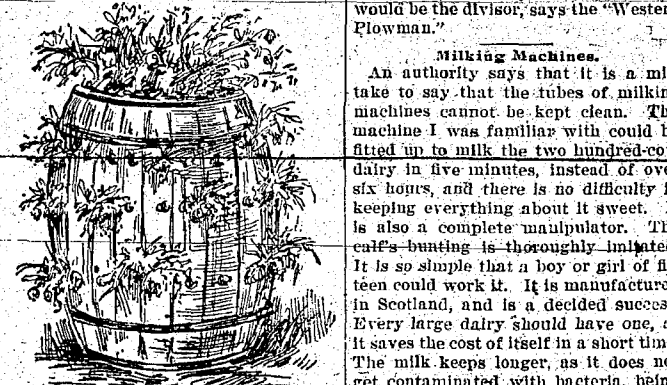 would be the divisor, says the "Wester
Plowman."
Milking Machines.
An authority says that it is a mi
take to say that the tubes of milkin
machines cannot be kept clean. Th
machine I was familiar with could b
fitted up to milk the two hundred-co
dairy in five minutes, instead of ove
six hours, and there is no difficulty i
keeping everything about it sweet.
is also a complete manipulator. Th
calf's bunting is thoroughly imitate
It is so simple that a boy or girl of fi
teen could work it. It is manufacture
in Scotland, and is a decided succes
Every large dairy should have one, a
it saves the cost of itself in a short tim
The milk keeps longer, as it does n
get contaminated with bacteria, bein